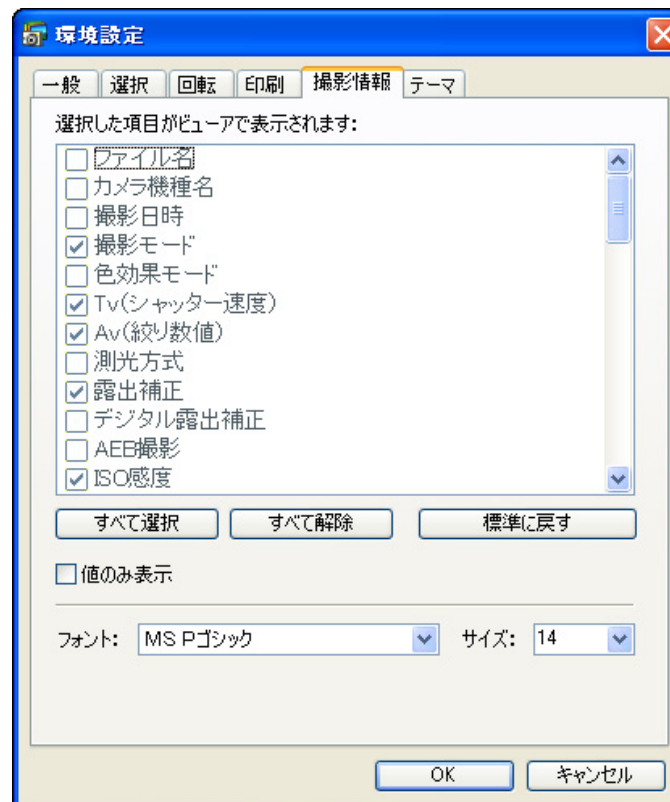 環境設定
一般 選択 回転 印刷 撮影情報 テーマ
選択した項目がビューアで表示されます:
ファイル名
カメラ機種名
撮影日時
撮影モード
色効果モード
Tv(シャッター速度)
Av(絞り数値)
測光方式
露出補正
デジタル露出補正
AEB撮影
ISO感度
すべて選択 すべて解除 標準に戻す
値のみ表示
フォント: MS Pゴシック サイズ: 14
OK キャンセル